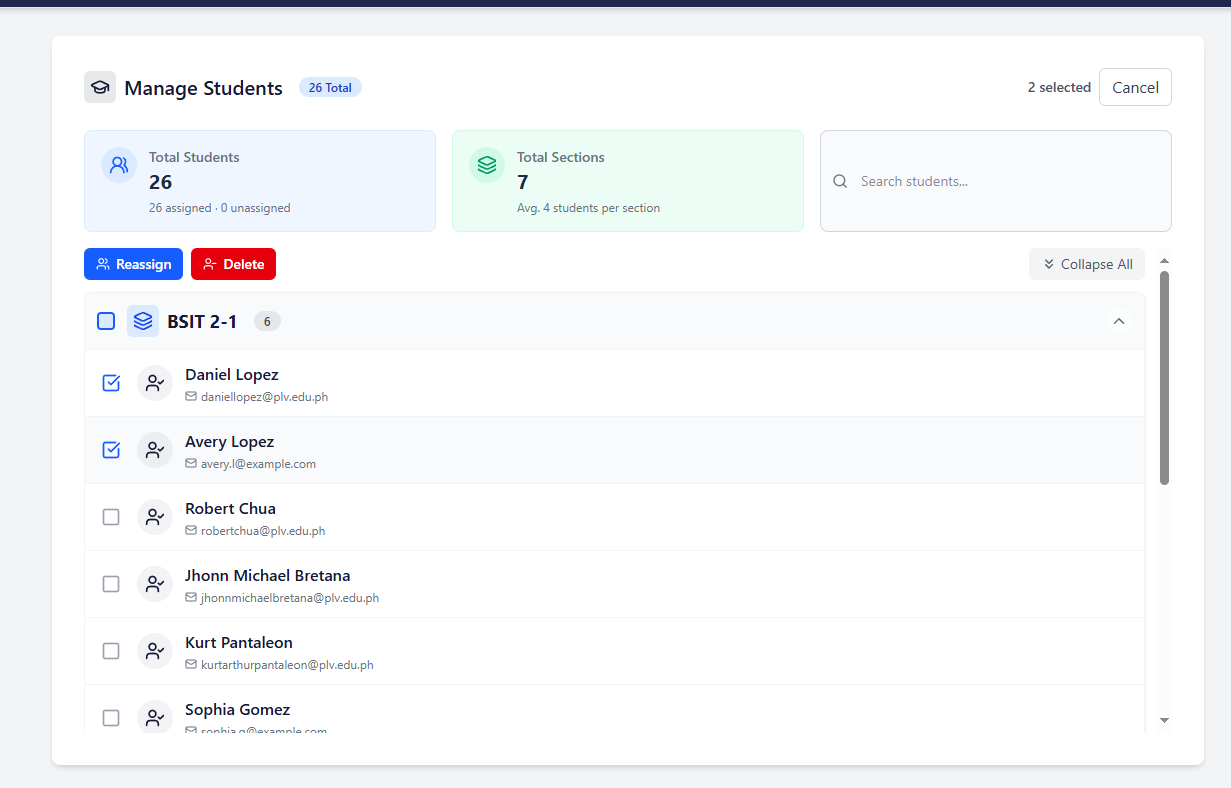 Manage Students
26 Total
2 selected
Cancel
Total Students
26
26 assigned · 0 unassigned
Total Sections
7
Avg. 4 students per section
Search students...
Reassign
Delete
Collapse All
BSIT 2-1
6
Daniel Lopez
daniellopez@plv.edu.ph
Avery Lopez
avery.l@example.com
Robert Chua
robertchua@plv.edu.ph
Jhonn Michael Bretana
jhonnmichaelbretana@plv.edu.ph
Kurt Pantaleon
kurtarthurpantaleon@plv.edu.ph
Sophia Gomez
sophia.g@example.com